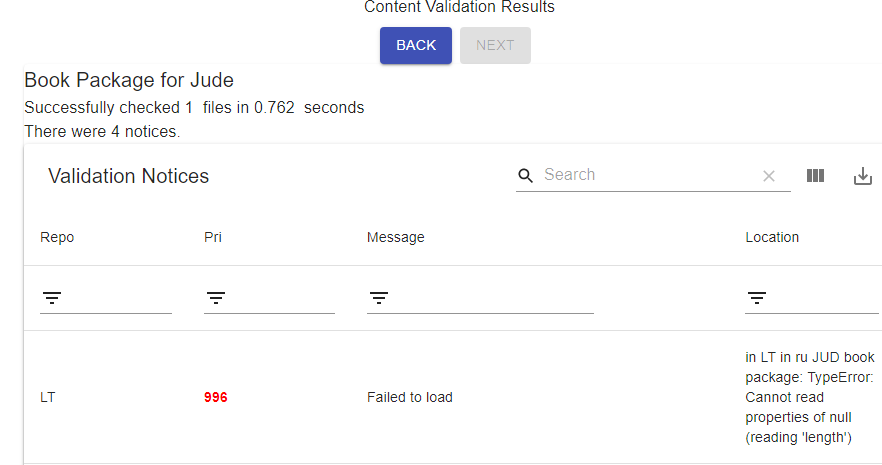 Content Validation Results
BACK NEXT
Book Package for Jude
Successfully checked 1 files in 0.762 seconds
There were 4 notices.
Validation Notices Search
Repo Pri Message Location
in LT in ru JUD book
package: TypeError:
LT 996 Failed to load Cannot read
properties of null
(reading 'length')